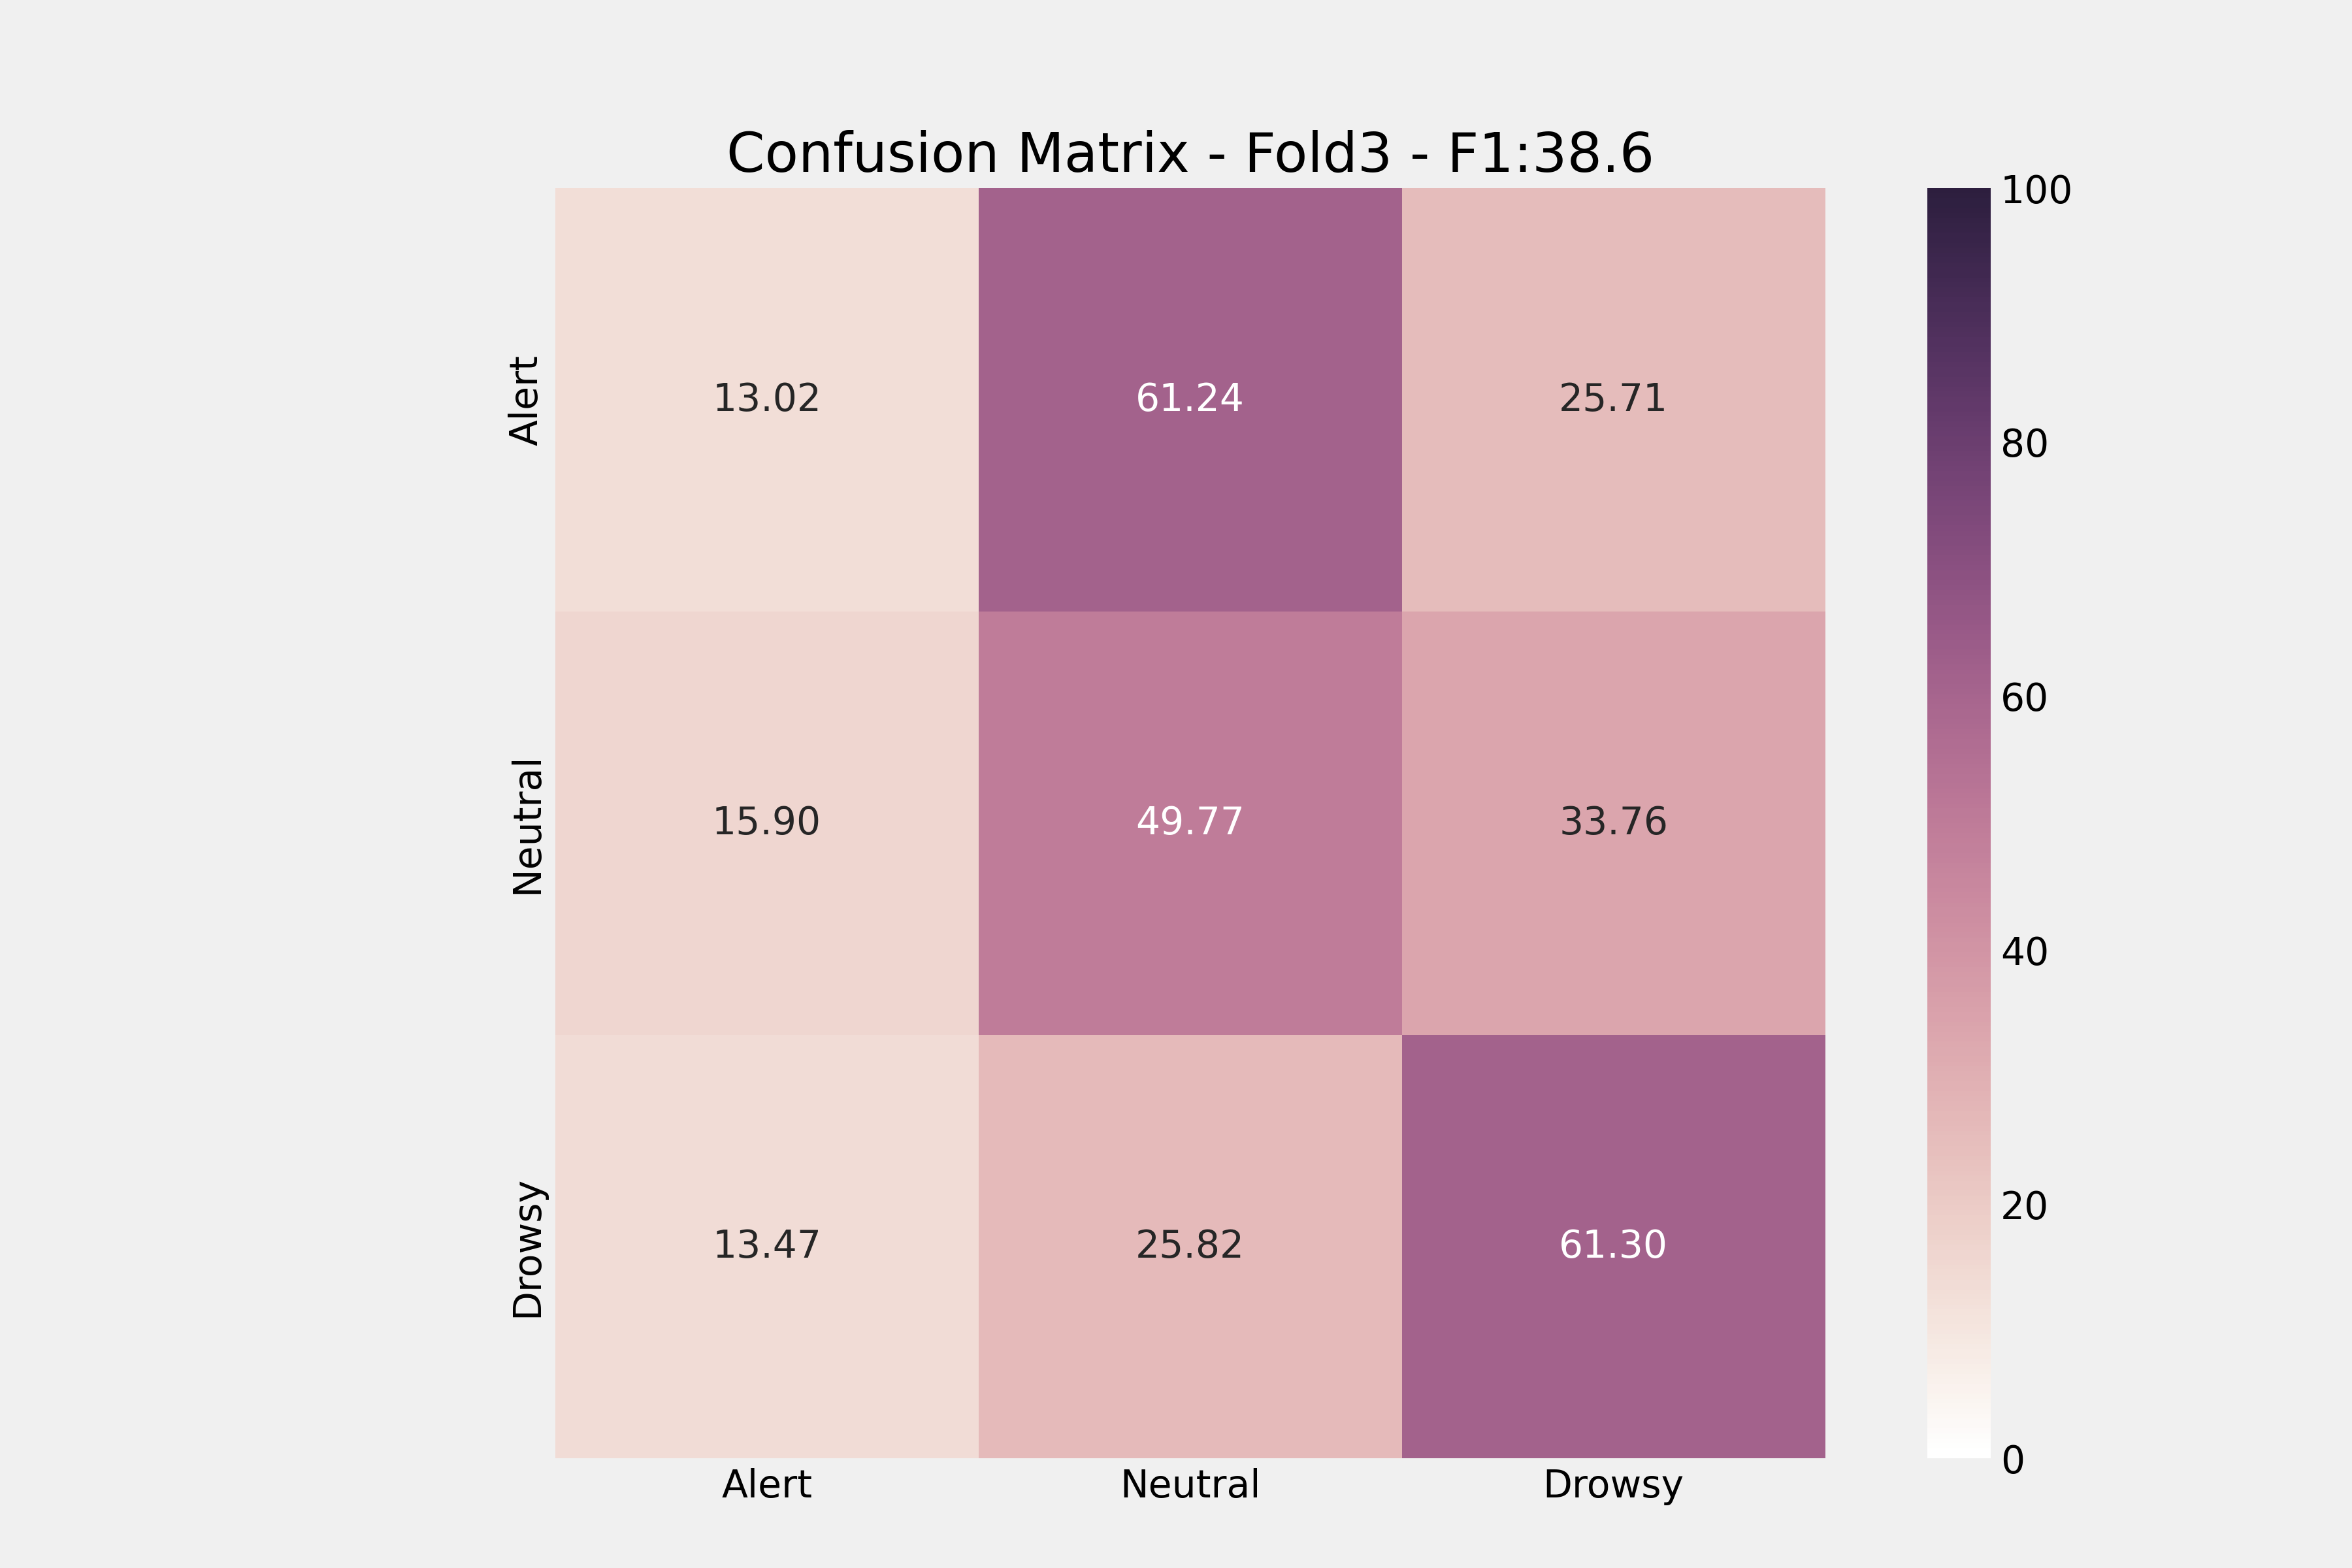 Confusion Matrix - Fold3 - F1:38.6
Alert
13.02
61.24
25.71
Neutral
15.90
49.77
33.76
Drowsy
13.47
25.82
61.30
Alert
Neutral
Drowsy
100
80
60
40
20
0